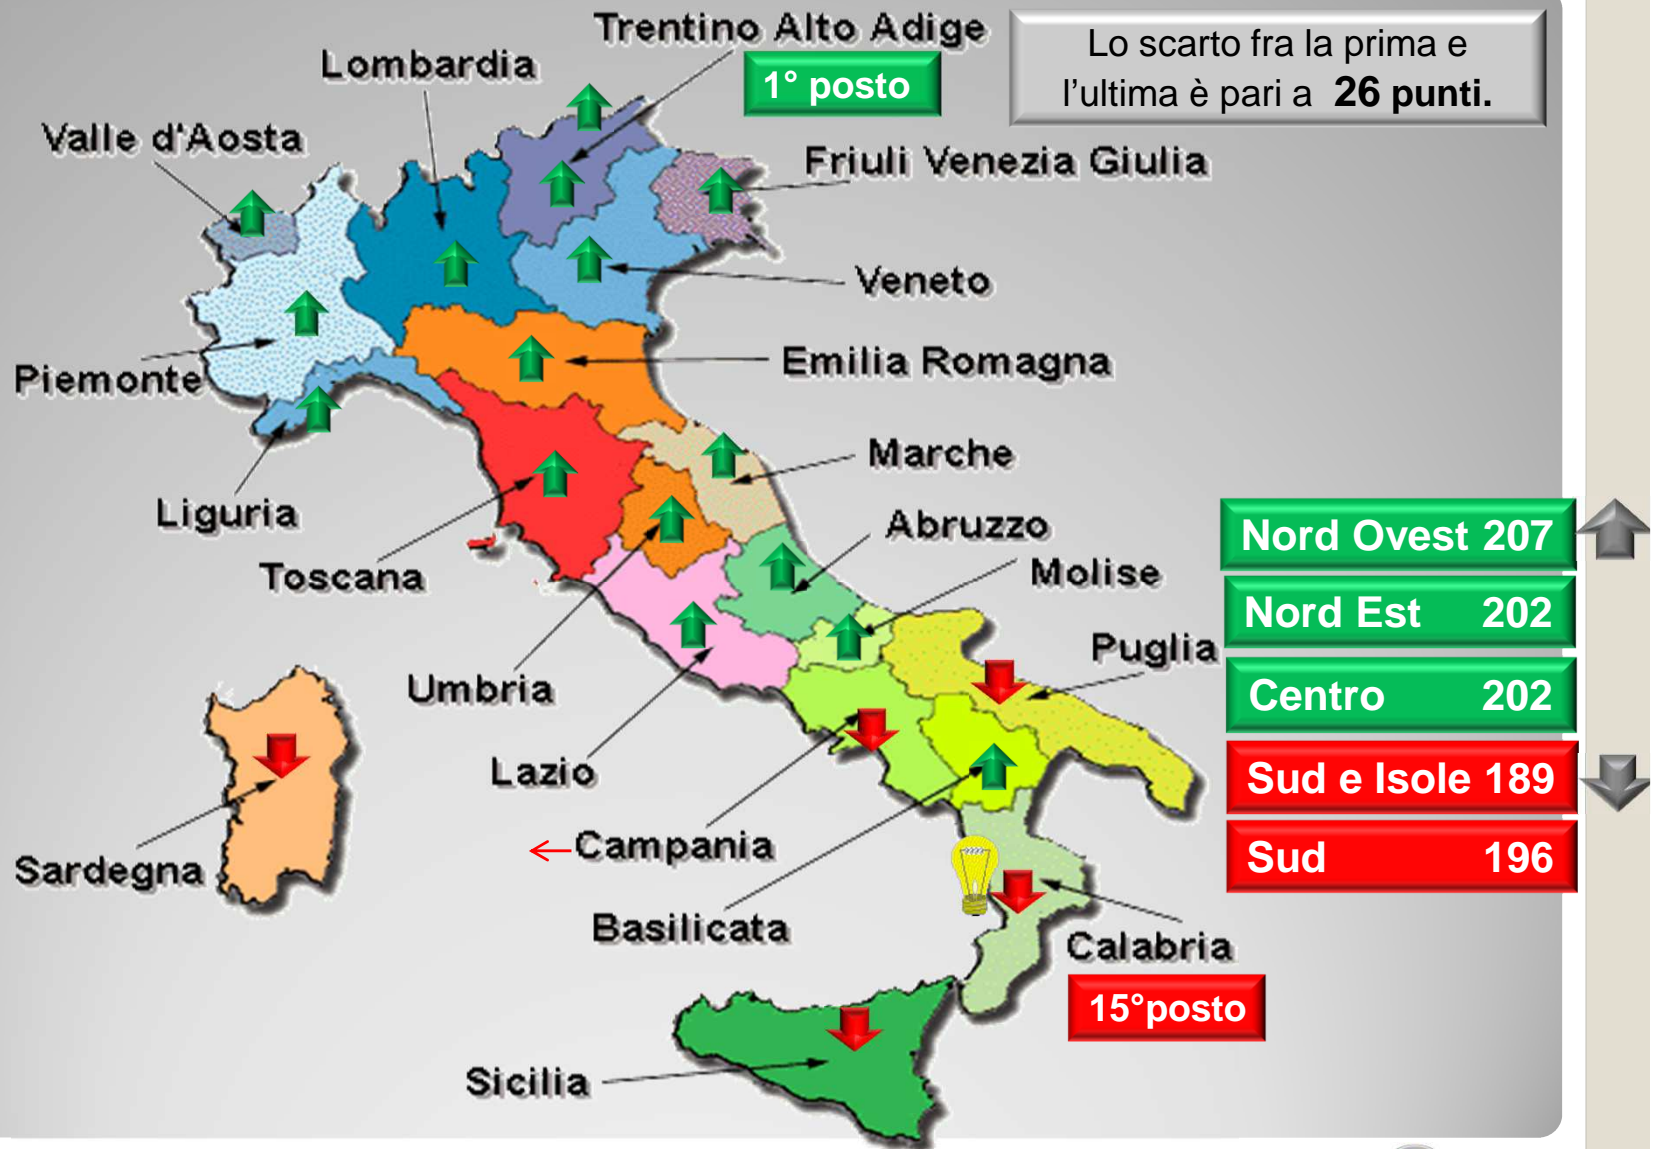 Trentino Alto Adige
1° posto
Lo scarto fra la prima e
l'ultima è pari a 26 punti.
Lombardia
Valle d'Aosta
Friuli Venezia Giulia
Veneto
Piemonte
Emilia Romagna
Marche
Liguria
Abruzzo
Toscana
Molise
Umbria
Puglia
Lazio
Sardegna
Campania
Basilicata
Calabria
15°posto
Sicilia
Nord Ovest 207
Nord Est 202
Centro 202
Sud e Isole 189
Sud 196